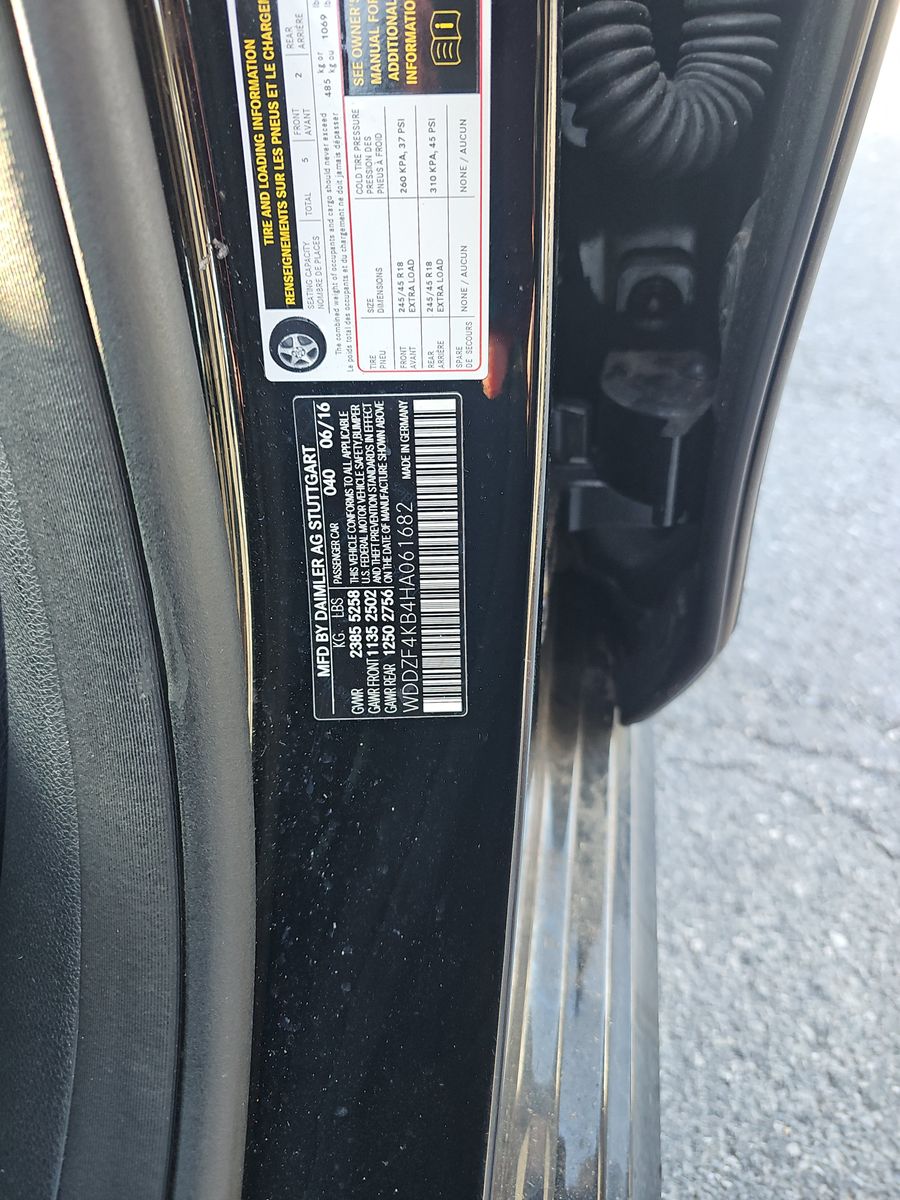 TIRE AND LOADING INFORMATION
RENSEIGNEMENTS SUR LES PNEUS ET LE CHARGEM
SEATING CAPACITY TOTAL 5 FRONT 2 REAR
NOMBRE DE PLACES AVANT ARRIÈRE
The combined weight of occupants and cargo should never exceed 485 kg or 1069 lb
Le poids total des occupants et du chargement ne doit jamais dépasser kg ou
TIRE SIZE COLD TIRE PRESSURE
PNEU DIMENSIONS PRESSION DES
PNEUS À FROID
FRONT 245/45 R18 260 KPA, 37 PSI
AVANT EXTRA LOAD
REAR 245/45 R18 310 KPA, 45 PSI
ARRIÈRE EXTRA LOAD
SPARE NONE / AUCUN NONE / AUCUN
DE SECOURS
SEE OWNER'S
MANUAL FOR
ADDITIONAL
INFORMATIO
MFD BY DAIMLER AG STUTTGART
KG LBS PASSENGER CAR 040 06/16
GVWR 2385 5258 THIS VEHICLE CONFORMS TO ALL APPLICABLE
GAWR FRONT 1135 2502 U.S. FEDERAL MOTOR VEHICLE SAFETY,BUMPER
AND THEFT PREVENTION STANDARDS IN EFFECT
GAWR REAR 1250 2756 ON THE DATE OF MANUFACTURE SHOWN ABOVE
WDDZF4KB4HA061682 MADE IN GERMANY